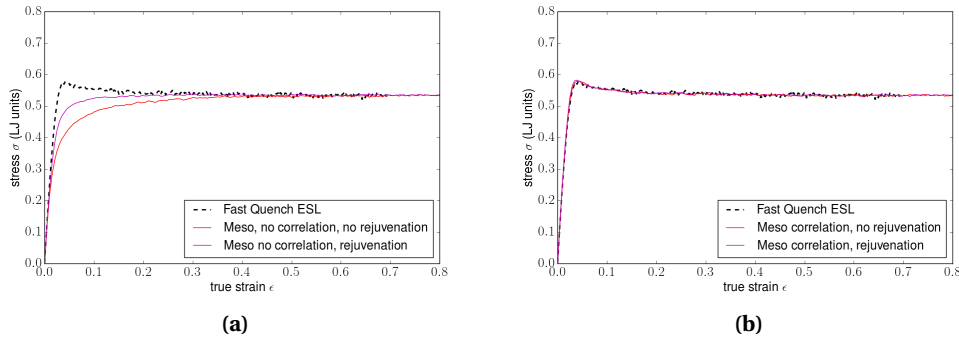 0.8
0.7
0.6
0.5
0.4
0.3
0.2
0.1
0.0
stress σ (LJ units)
Fast Quench ESL
Meso, no correlation, no rejuvenation
Meso no correlation, rejuvenation
0.0 0.1 0.2 0.3 0.4 0.5 0.6 0.7 0.8
true strain ϵ
(a)
0.8
0.7
0.6
0.5
0.4
0.3
0.2
0.1
0.0
stress σ (LJ units)
Fast Quench ESL
Meso correlation, no rejuvenation
Meso correlation, rejuvenation
0.0 0.1 0.2 0.3 0.4 0.5 0.6 0.7 0.8
true strain ϵ
(b)